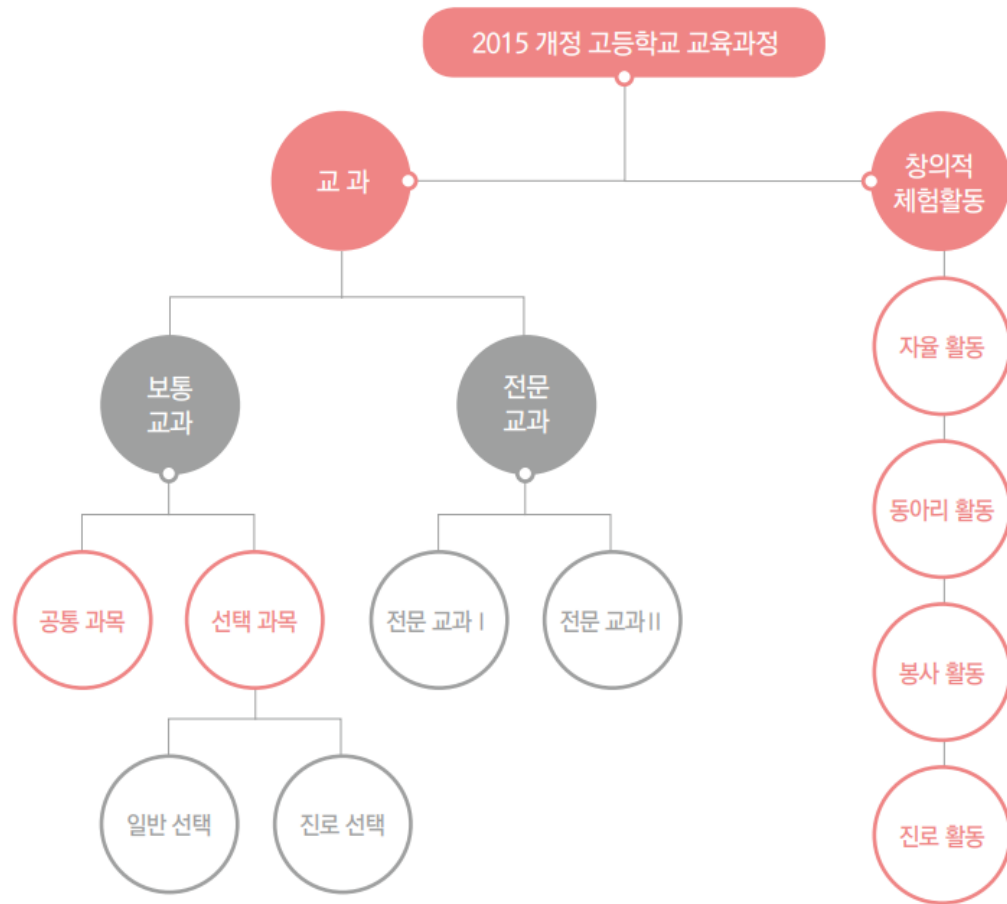 2015 개정 고등학교 교육과정
교 과
창의적
체험활동
자율 활동
보통
교과
전문
교과
동아리 활동
공통 과목
선택 과목
전문 교과 I
전문 교과 II
봉사 활동
일반 선택
진로 선택
진로 활동